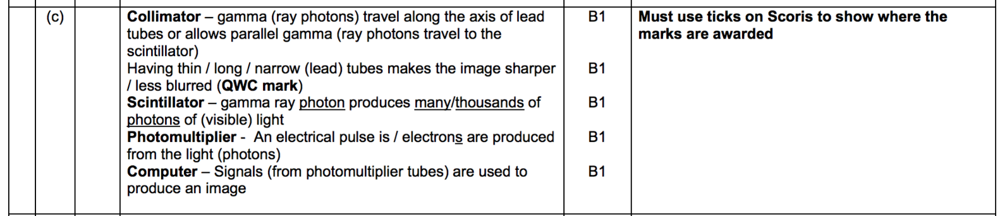 (c)
Collimator – gamma (ray photons) travel along the axis of lead
tubes or allows parallel gamma (ray photons travel to the
scintillator)
B1
Having thin / long / narrow (lead) tubes makes the image sharper
/ less blurred (QWC mark)
B1
Scintillator – gamma ray photon produces many/thousands of
photons of (visible) light
B1
Photomultiplier - An electrical pulse is / electrons are produced
from the light (photons)
B1
Computer – Signals (from photomultiplier tubes) are used to
produce an image
B1
Must use ticks on Scoris to show where the
marks are awarded